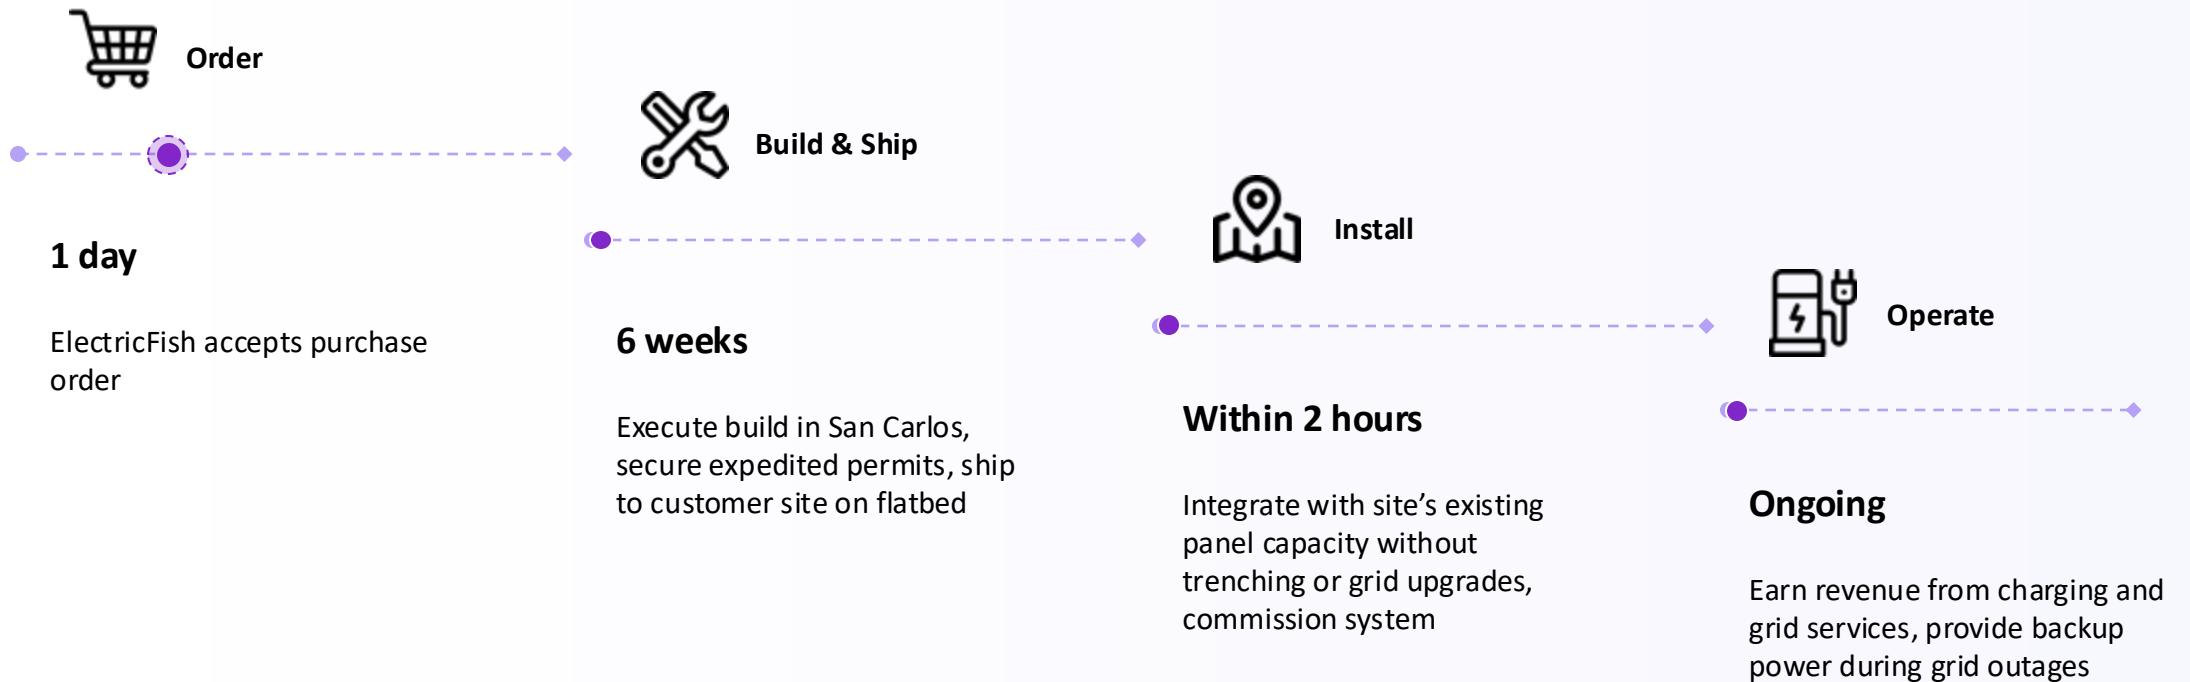 Order
1 day
ElectricFish accepts purchase
order
Build & Ship
6 weeks
Execute build in San Carlos,
secure expedited permits, ship
to customer site on flatbed
Install
Within 2 hours
Integrate with site’s existing
panel capacity without
trenching or grid upgrades,
commission system
Operate
Ongoing
Earn revenue from charging and
grid services, provide backup
power during grid outages